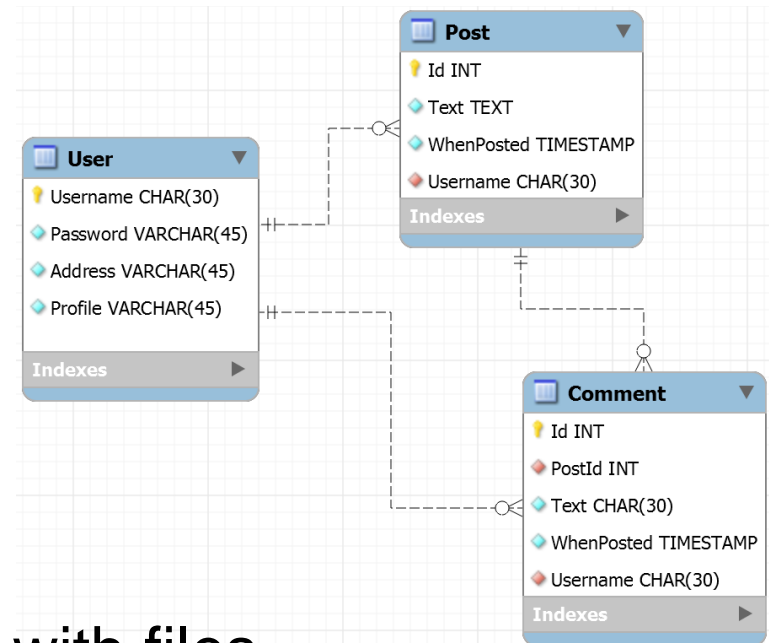 Post
Id INT
Text TEXT
WhenPosted TIMESTAMP
Username CHAR(30)
Indexes
User
Username CHAR(30)
Password VARCHAR(45)
Address VARCHAR(45)
Profile VARCHAR(45)
Indexes
Comment
Id INT
PostId INT
Text CHAR(30)
WhenPosted TIMESTAMP
Username CHAR(30)
Indexes
with files